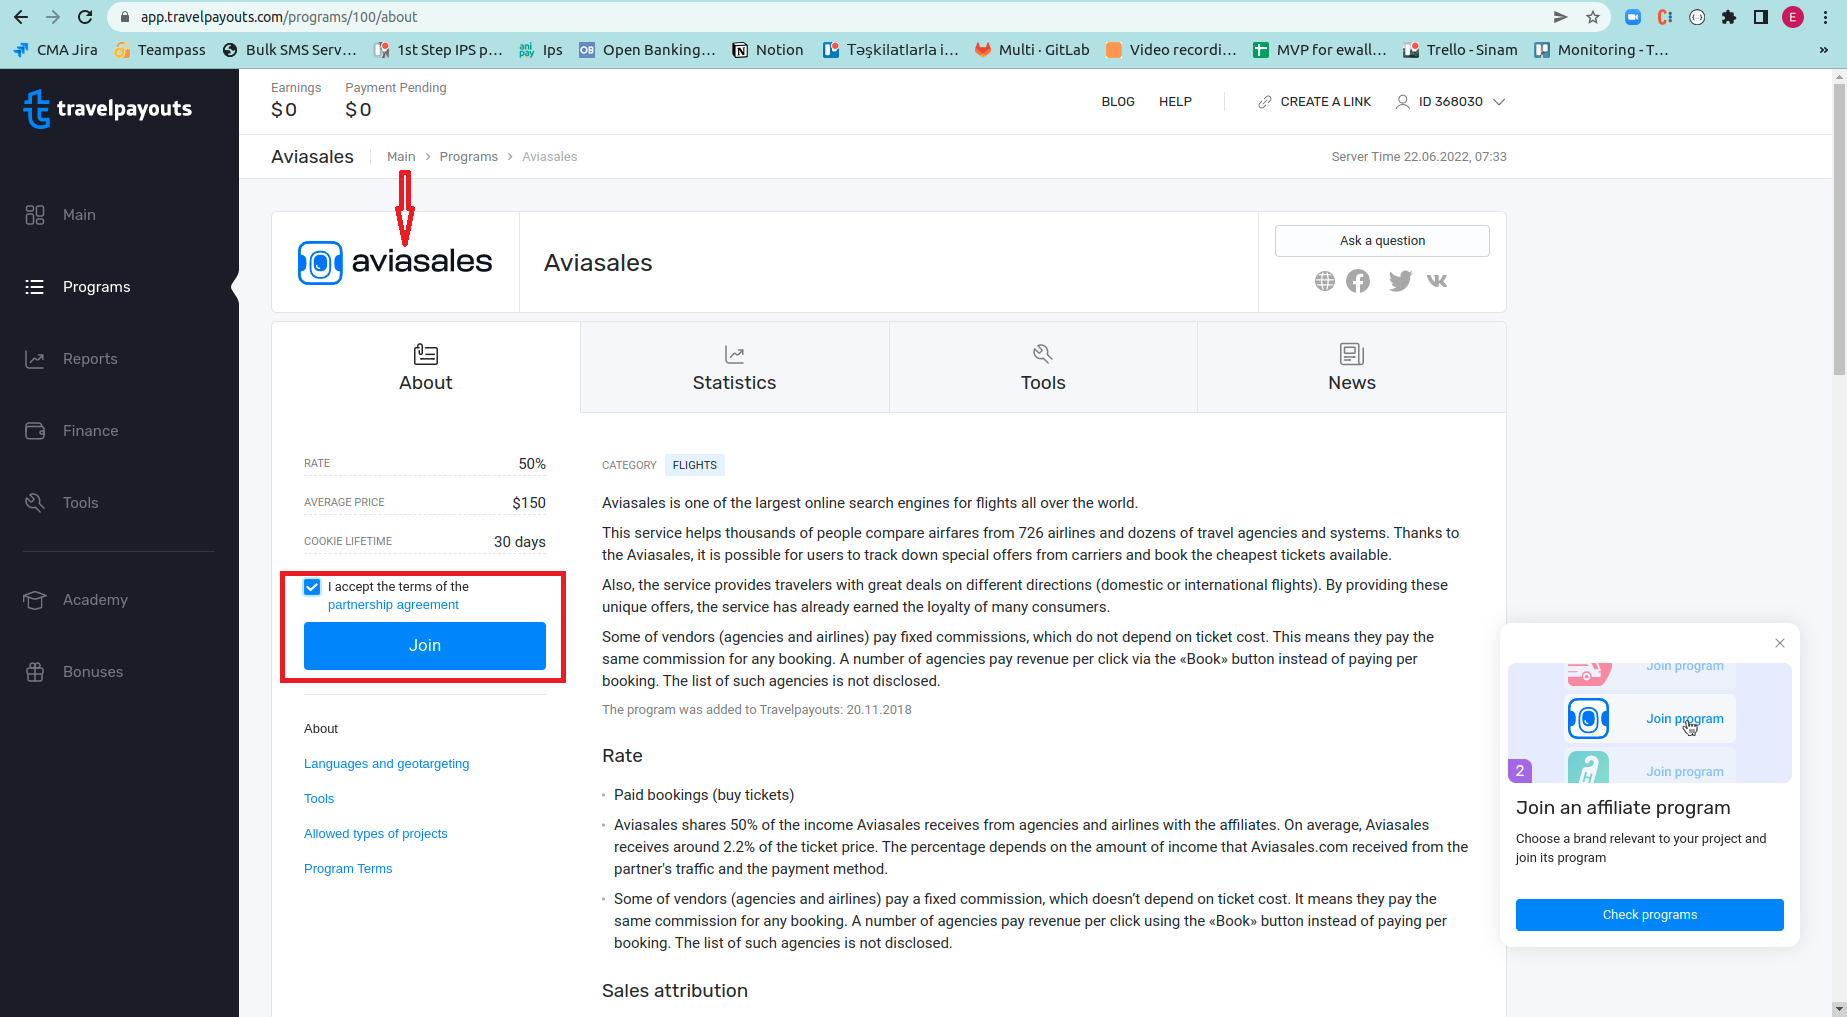 app.travelpayouts.com/programs/100/about
E
CMA Jira
Teampass
Bulk SMS Serv...
1st Step IPS p...
ani pay
Ips
OB
Open Banking...
Notion
Təşkilatlarla i...
Multi · GitLab
Video recordi...
MVP for ewall...
Trello - Sinam
Monitoring - T...
»
travelpayouts
Earnings
$0
Payment Pending
$0
BLOG
HELP
CREATE A LINK
ID 368030
Aviasales
Main › Programs › Aviasales
Server Time 22.06.2022, 07:33
Main
Programs
Reports
Finance
Tools
Academy
Bonuses
aviasales
Aviasales
Ask a question
About
Statistics
Tools
News
RATE 50%
AVERAGE PRICE $150
COOKIE LIFETIME 30 days
I accept the terms of the
partnership agreement
Join
About
Languages and geotargeting
Tools
Allowed types of projects
Program Terms
CATEGORY FLIGHTS
Aviasales is one of the largest online search engines for flights all over the world.
This service helps thousands of people compare airfares from 726 airlines and dozens of travel agencies and systems. Thanks to
the Aviasales, it is possible for users to track down special offers from carriers and book the cheapest tickets available.
Also, the service provides travelers with great deals on different directions (domestic or international flights). By providing these
unique offers, the service has already earned the loyalty of many consumers.
Some of vendors (agencies and airlines) pay fixed commissions, which do not depend on ticket cost. This means they pay the
same commission for any booking. A number of agencies pay revenue per click via the «Book» button instead of paying per
booking. The list of such agencies is not disclosed.
The program was added to Travelpayouts: 20.11.2018
Rate
• Paid bookings (buy tickets)
• Aviasales shares 50% of the income Aviasales receives from agencies and airlines with the affiliates. On average, Aviasales
receives around 2.2% of the ticket price. The percentage depends on the amount of income that Aviasales.com received from the
partner's traffic and the payment method.
• Some of vendors (agencies and airlines) pay a fixed commission, which doesn’t depend on ticket cost. It means they pay the
same commission for any booking. A number of agencies pay revenue per click using the «Book» button instead of paying per
booking. The list of such agencies is not disclosed.
Sales attribution
Join program
Join program
H
Join program
2
Join an affiliate program
Choose a brand relevant to your project and
join its program
Check programs